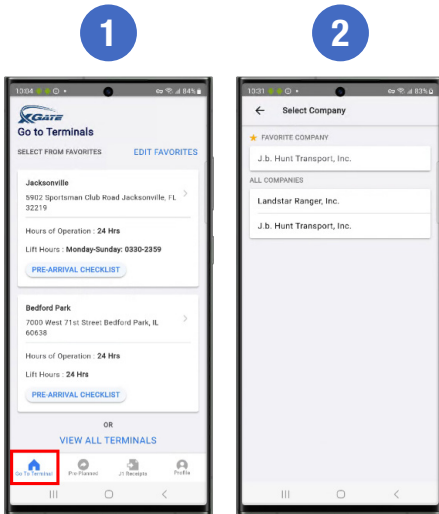 1
2
10:04
84%
XGATE
Go to Terminals
SELECT FROM FAVORITES
EDIT FAVORITES
Jacksonville
5902 Sportsman Club Road Jacksonville, FL
32219
Hours of Operation : 24 Hrs
Lift Hours : Monday-Sunday: 0330-2359
PRE-ARRIVAL CHECKLIST
Bedford Park
7000 West 71st Street Bedford Park, IL
60638
Hours of Operation : 24 Hrs
Lift Hours : 24 Hrs
PRE-ARRIVAL CHECKLIST
OR
VIEW ALL TERMINALS
Go To Terminal
Pre-Planned
J1 Receipts
Profile
10:31
83%
Select Company
FAVORITE COMPANY
J.b. Hunt Transport, Inc.
ALL COMPANIES
Landstar Ranger, Inc.
J.b. Hunt Transport, Inc.